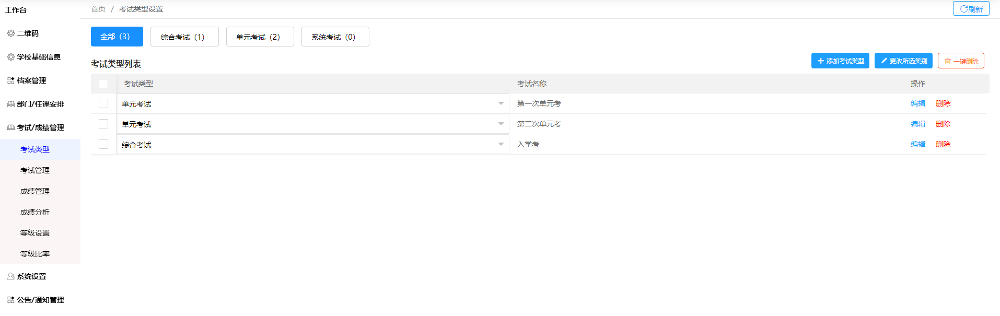 工作台
首页 / 考试类型设置
刷新
二维码
学校基础信息
档案管理
部门/任课安排
考试/成绩管理
考试类型
考试管理
成绩管理
成绩分析
等级设置
等级比率
系统设置
公告/通知管理
全部（3） 综合考试（1） 单元考试（2） 系统考试（0）
考试类型列表
添加考试类型 更改所选类别 一键删除
考试类型 考试名称 操作
单元考试 第一次单元考 编辑 删除
单元考试 第二次单元考 编辑 删除
综合考试 入学考 编辑 删除